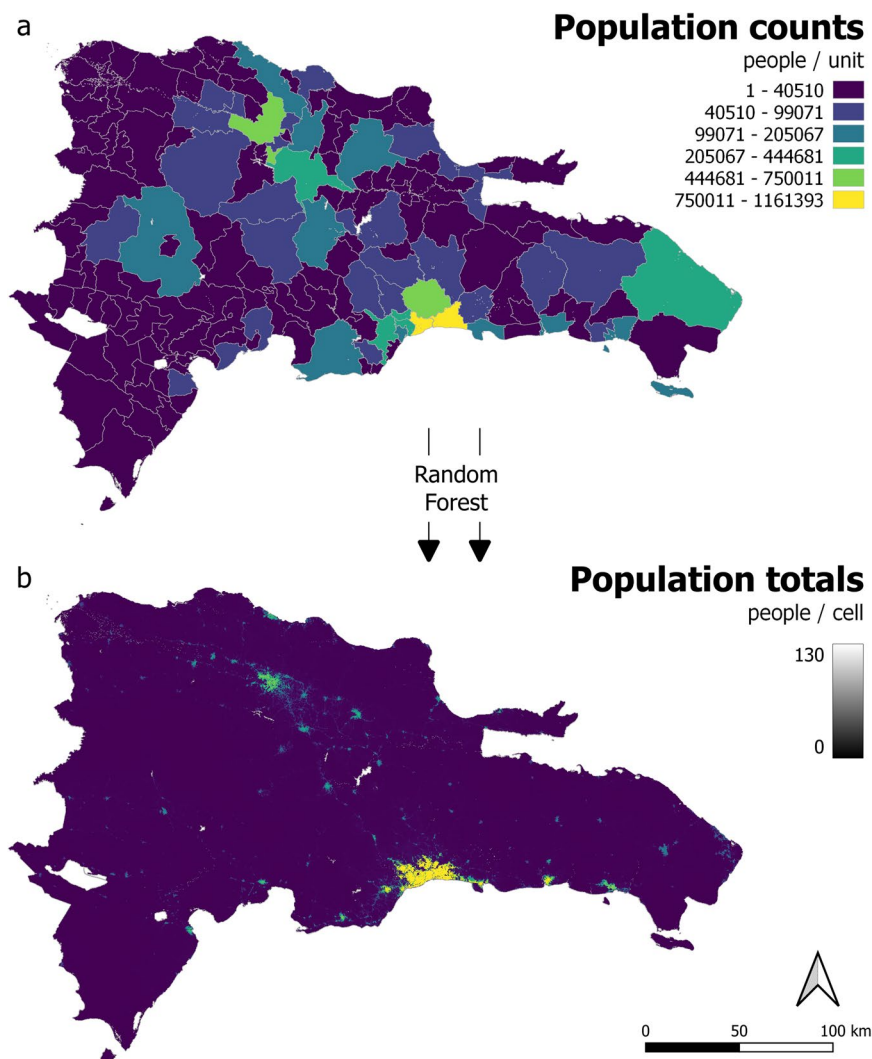 a
Population counts
people / unit
1 - 40510
40510 - 99071
99071 - 205067
205067 - 444681
444681 - 750011
750011 - 1161393
Random
Forest
b
Population totals
people / cell
130
0
0 50 100 km